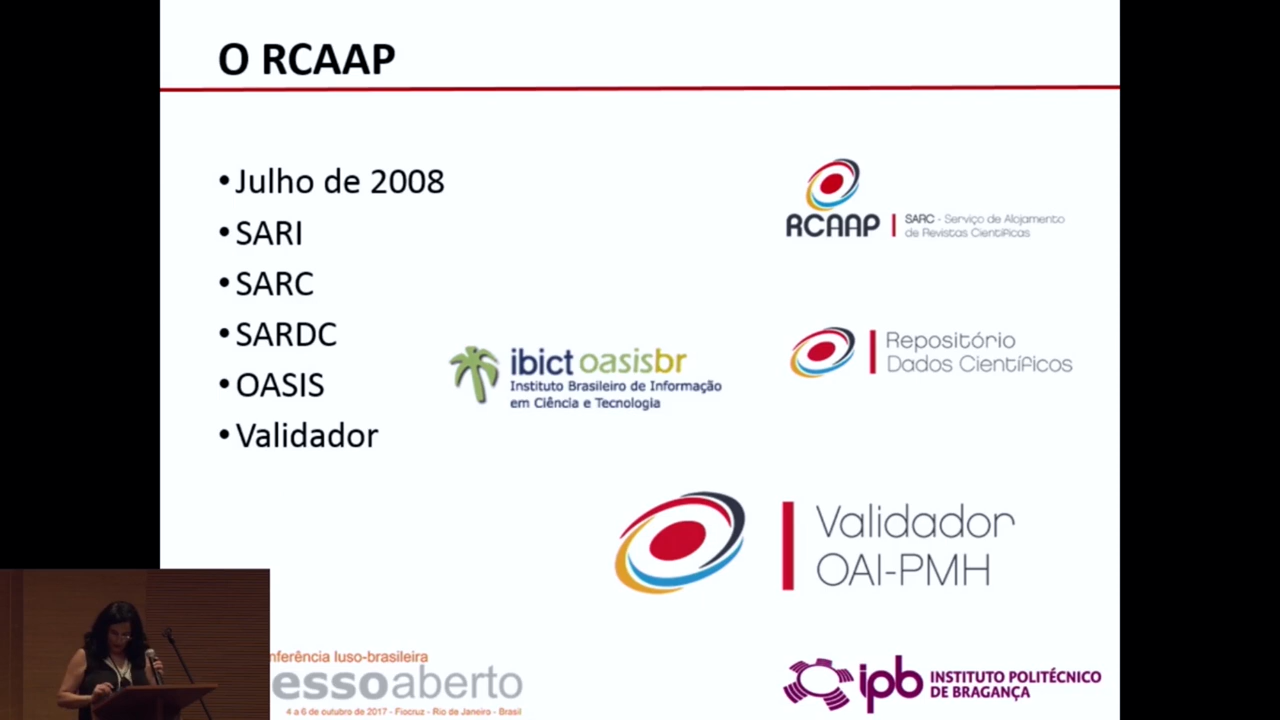 O RCAAP
• Julho de 2008
• SARI
• SARC
• SARDC
• OASIS
• Validador
RCAAP
SARC - Serviço de Alojamento
de Revistas Científicas
ibict oasisbr
Instituto Brasileiro de Informação
em Ciência e Tecnologia
Repositório
Dados Científicos
Validador
OAI-PMH
nferência luso-brasileira
essoaberto
4 a 6 de outubro de 2017 - Fiocruz - Rio de Janeiro - Brasil
ipb INSTITUTO POLITÉCNICO
DE BRAGANÇA